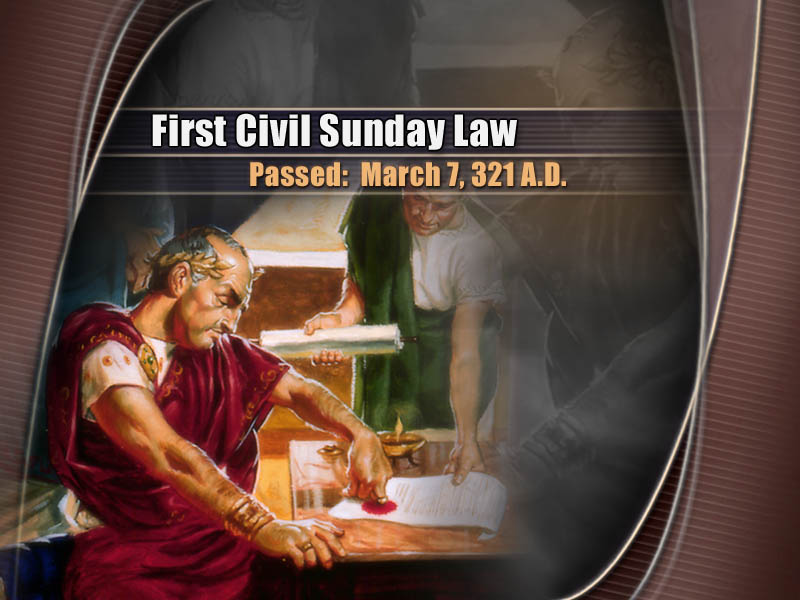 First Civil Sunday Law
Passed: March 7, 321 A.D.